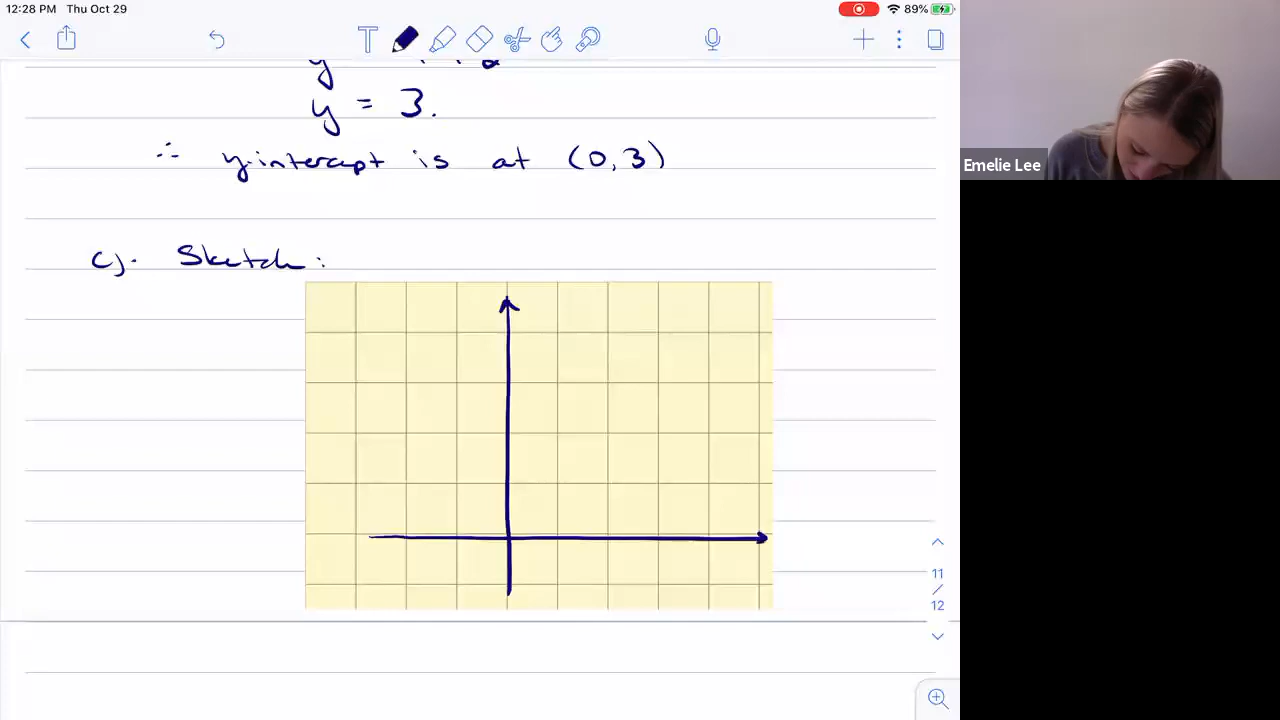 12:28 PM Thu Oct 29
89%
y = 3.
∴ y-intercept is at (0,3)
c). Sketch:
Emelie Lee
11
/
12